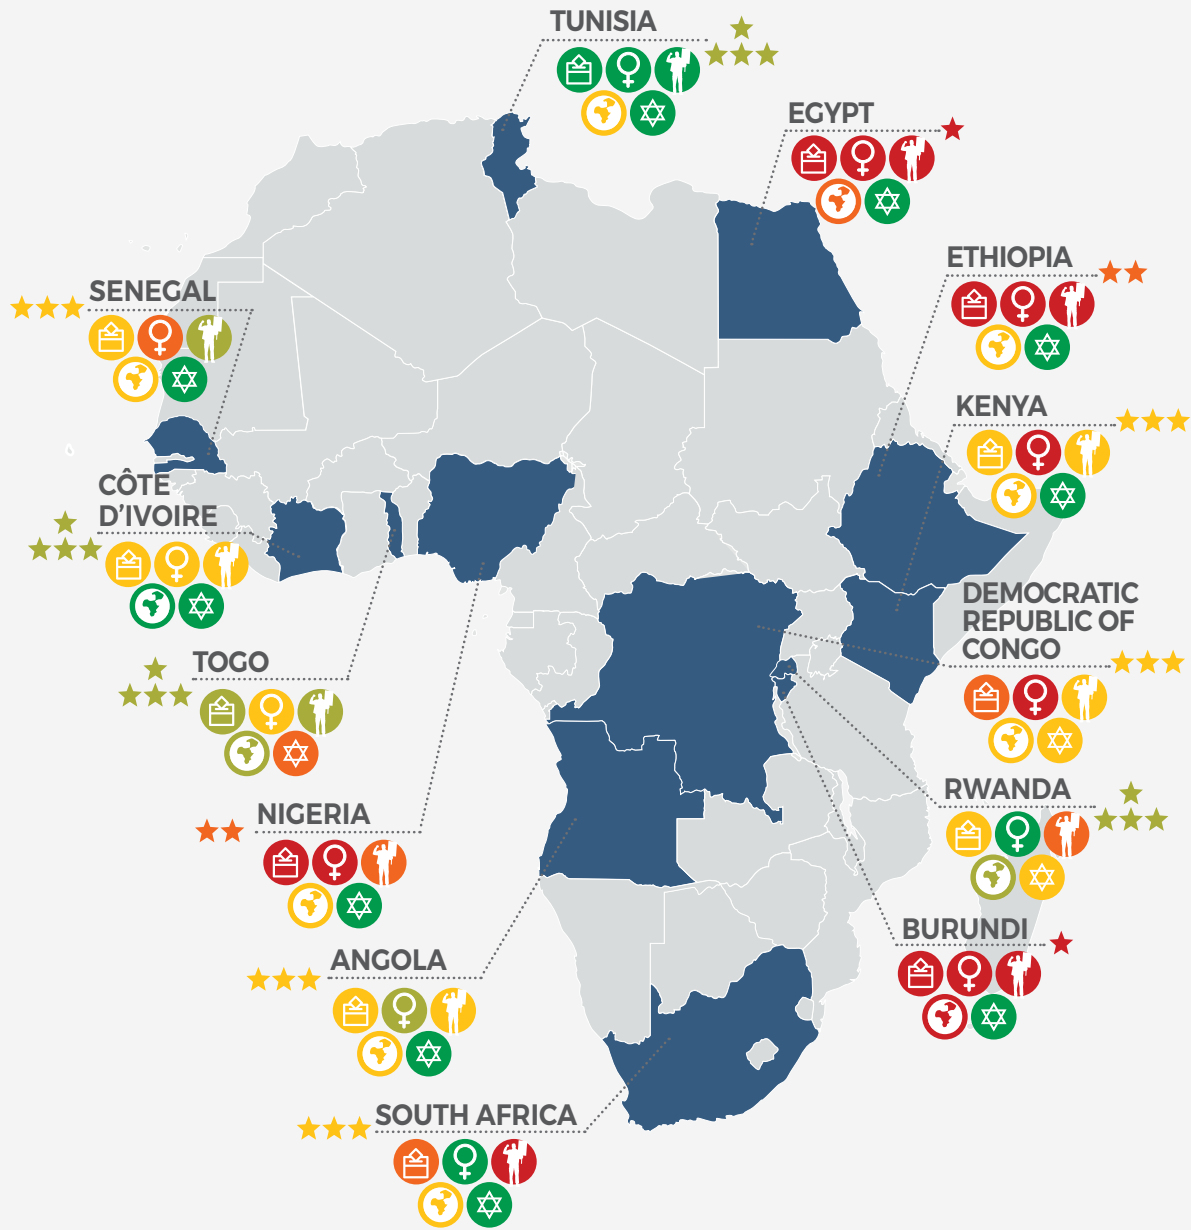 TUNISIA
EGYPT
ETHIOPIA
SENEGAL
KENYA
CÔTE
D'IVOIRE
DEMOCRATIC
REPUBLIC OF
CONGO
TOGO
RWANDA
NIGERIA
BURUNDI
ANGOLA
SOUTH AFRICA